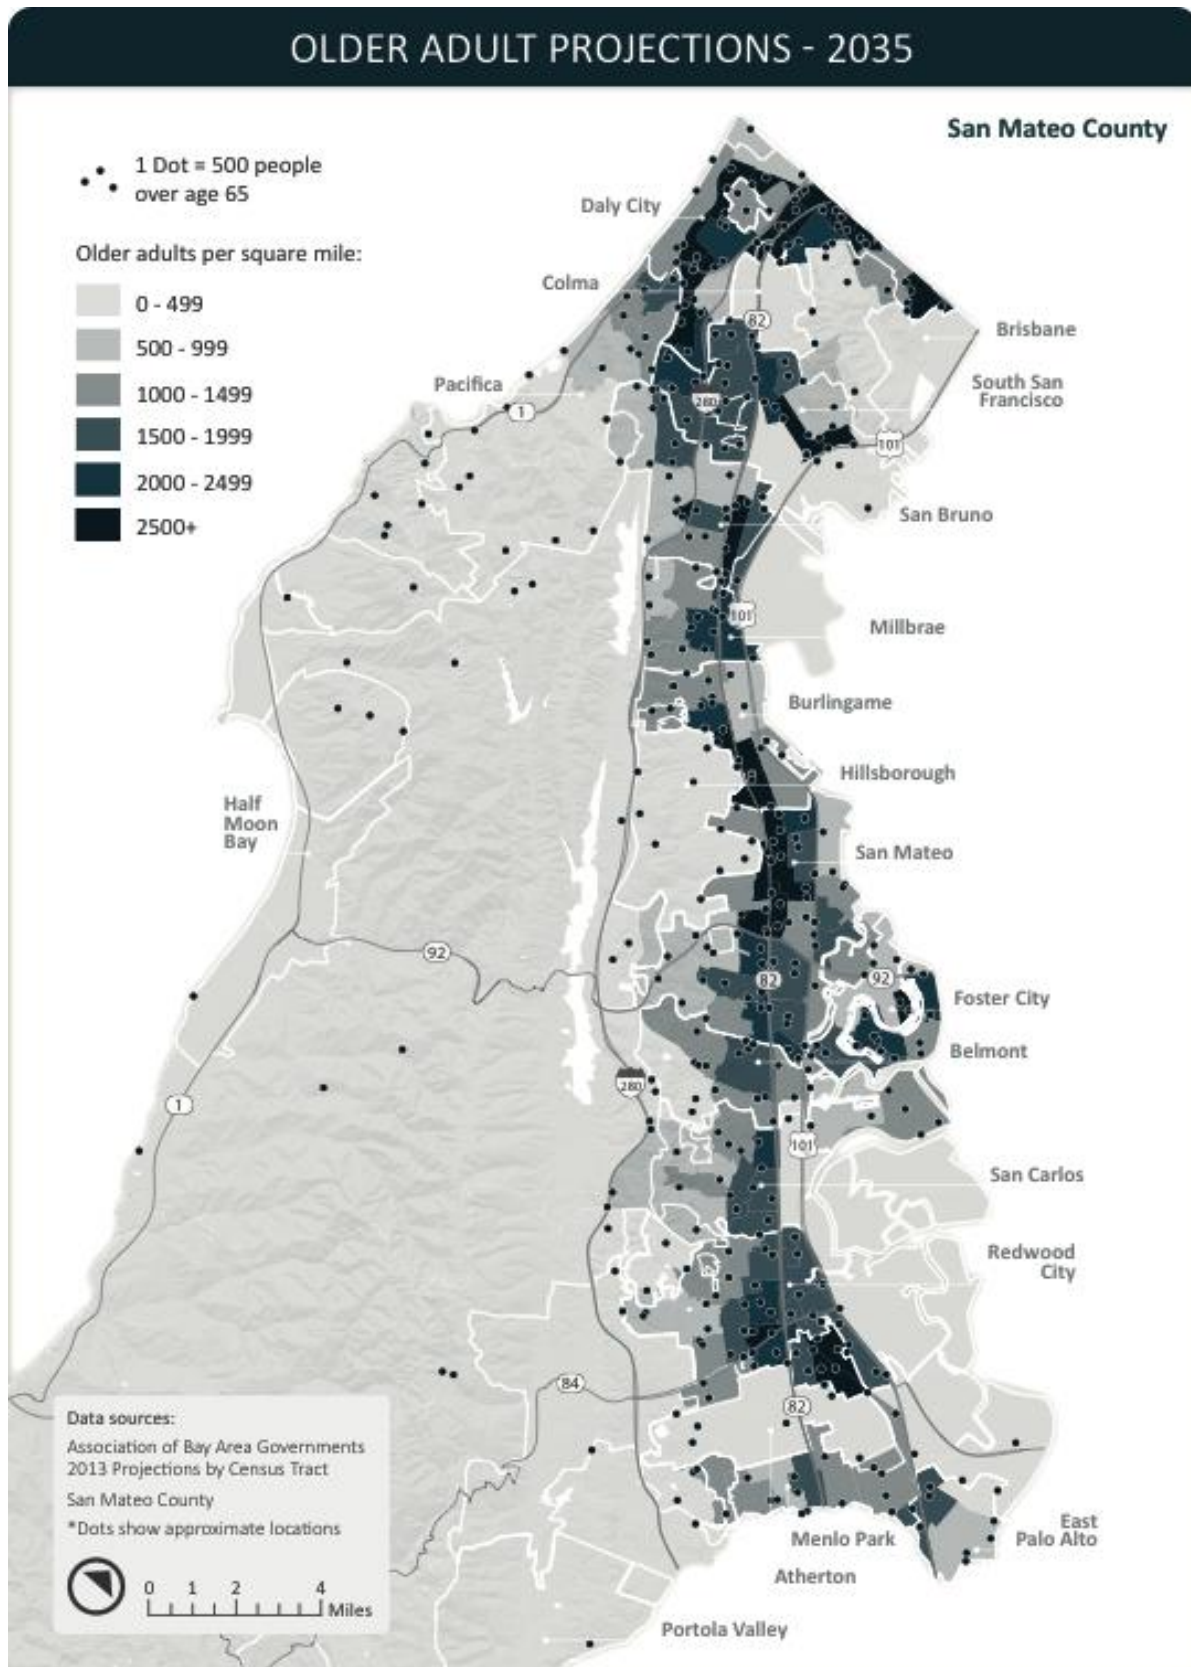 OLDER ADULT PROJECTIONS - 2035
San Mateo County
1 Dot = 500 people
over age 65
Older adults per square mile:
0 - 499
500 - 999
1000 - 1499
1500 - 1999
2000 - 2499
2500+
Daly City
Colma
82
Brisbane
Pacifica
1
280
South San
Francisco
101
San Bruno
101
Millbrae
Burlingame
Hillsborough
Half
Moon
Bay
San Mateo
92
82
92
Foster City
Belmont
280
1
101
San Carlos
Redwood
City
84
82
Data sources:
Association of Bay Area Governments
2013 Projections by Census Tract
San Mateo County
*Dots show approximate locations
0 1 2 4
Miles
East
Palo Alto
Menlo Park
Atherton
Portola Valley